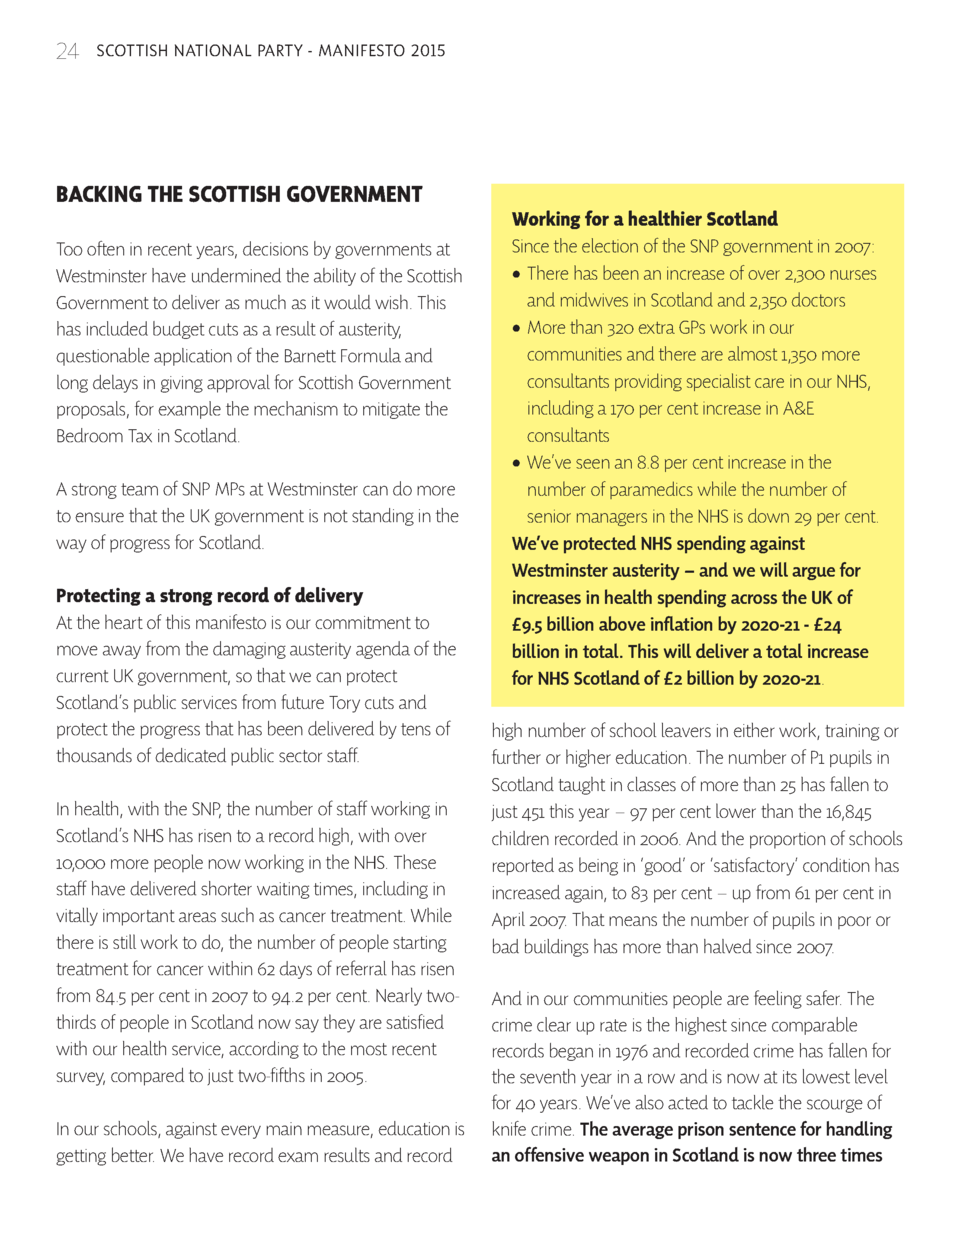 24 SCOTTISH NATIONAL PARTY - MANIFESTO 2015
BACKING THE SCOTTISH GOVERNMENT
Too often in recent years, decisions by governments at
Westminster have undermined the ability of the Scottish
Government to deliver as much as it would wish. This
has included budget cuts as a result of austerity,
questionable application of the Barnett Formula and
long delays in giving approval for Scottish Government
proposals, for example the mechanism to mitigate the
Bedroom Tax in Scotland.
A strong team of SNP MPs at Westminster can do more
to ensure that the UK government is not standing in the
way of progress for Scotland.
Protecting a strong record of delivery
At the heart of this manifesto is our commitment to
move away from the damaging austerity agenda of the
current UK government, so that we can protect
Scotland's public services from future Tory cuts and
protect the progress that has been delivered by tens of
thousands of dedicated public sector staff.
In health, with the SNP, the number of staff working in
Scotland's NHS has risen to a record high, with over
10,000 more people now working in the NHS. These
staff have delivered shorter waiting times, including in
vitally important areas such as cancer treatment. While
there is still work to do, the number of people starting
treatment for cancer within 62 days of referral has risen
from 84.5 per cent in 2007 to 94.2 per cent. Nearly two-
thirds of people in Scotland now say they are satisfied
with our health service, according to the most recent
survey, compared to just two-fifths in 2005.
In our schools, against every main measure, education is
getting better. We have record exam results and record
Working for a healthier Scotland
Since the election of the SNP government in 2007:
• There has been an increase of over 2,300 nurses
and midwives in Scotland and 2,350 doctors
• More than 320 extra GPs work in our
communities and there are almost 1,350 more
consultants providing specialist care in our NHS,
including a 170 per cent increase in A&E
consultants
• We've seen an 8.8 per cent increase in the
number of paramedics while the number of
senior managers in the NHS is down 29 per cent.
We've protected NHS spending against
Westminster austerity – and we will argue for
increases in health spending across the UK of
£9.5 billion above inflation by 2020-21 - £24
billion in total. This will deliver a total increase
for NHS Scotland of £2 billion by 2020-21.
high number of school leavers in either work, training or
further or higher education. The number of P1 pupils in
Scotland taught in classes of more than 25 has fallen to
just 451 this year – 97 per cent lower than the 16,845
children recorded in 2006. And the proportion of schools
reported as being in 'good' or 'satisfactory' condition has
increased again, to 83 per cent – up from 61 per cent in
April 2007. That means the number of pupils in poor or
bad buildings has more than halved since 2007.
And in our communities people are feeling safer. The
crime clear up rate is the highest since comparable
records began in 1976 and recorded crime has fallen for
the seventh year in a row and is now at its lowest level
for 40 years. We've also acted to tackle the scourge of
knife crime. The average prison sentence for handling
an offensive weapon in Scotland is now three times